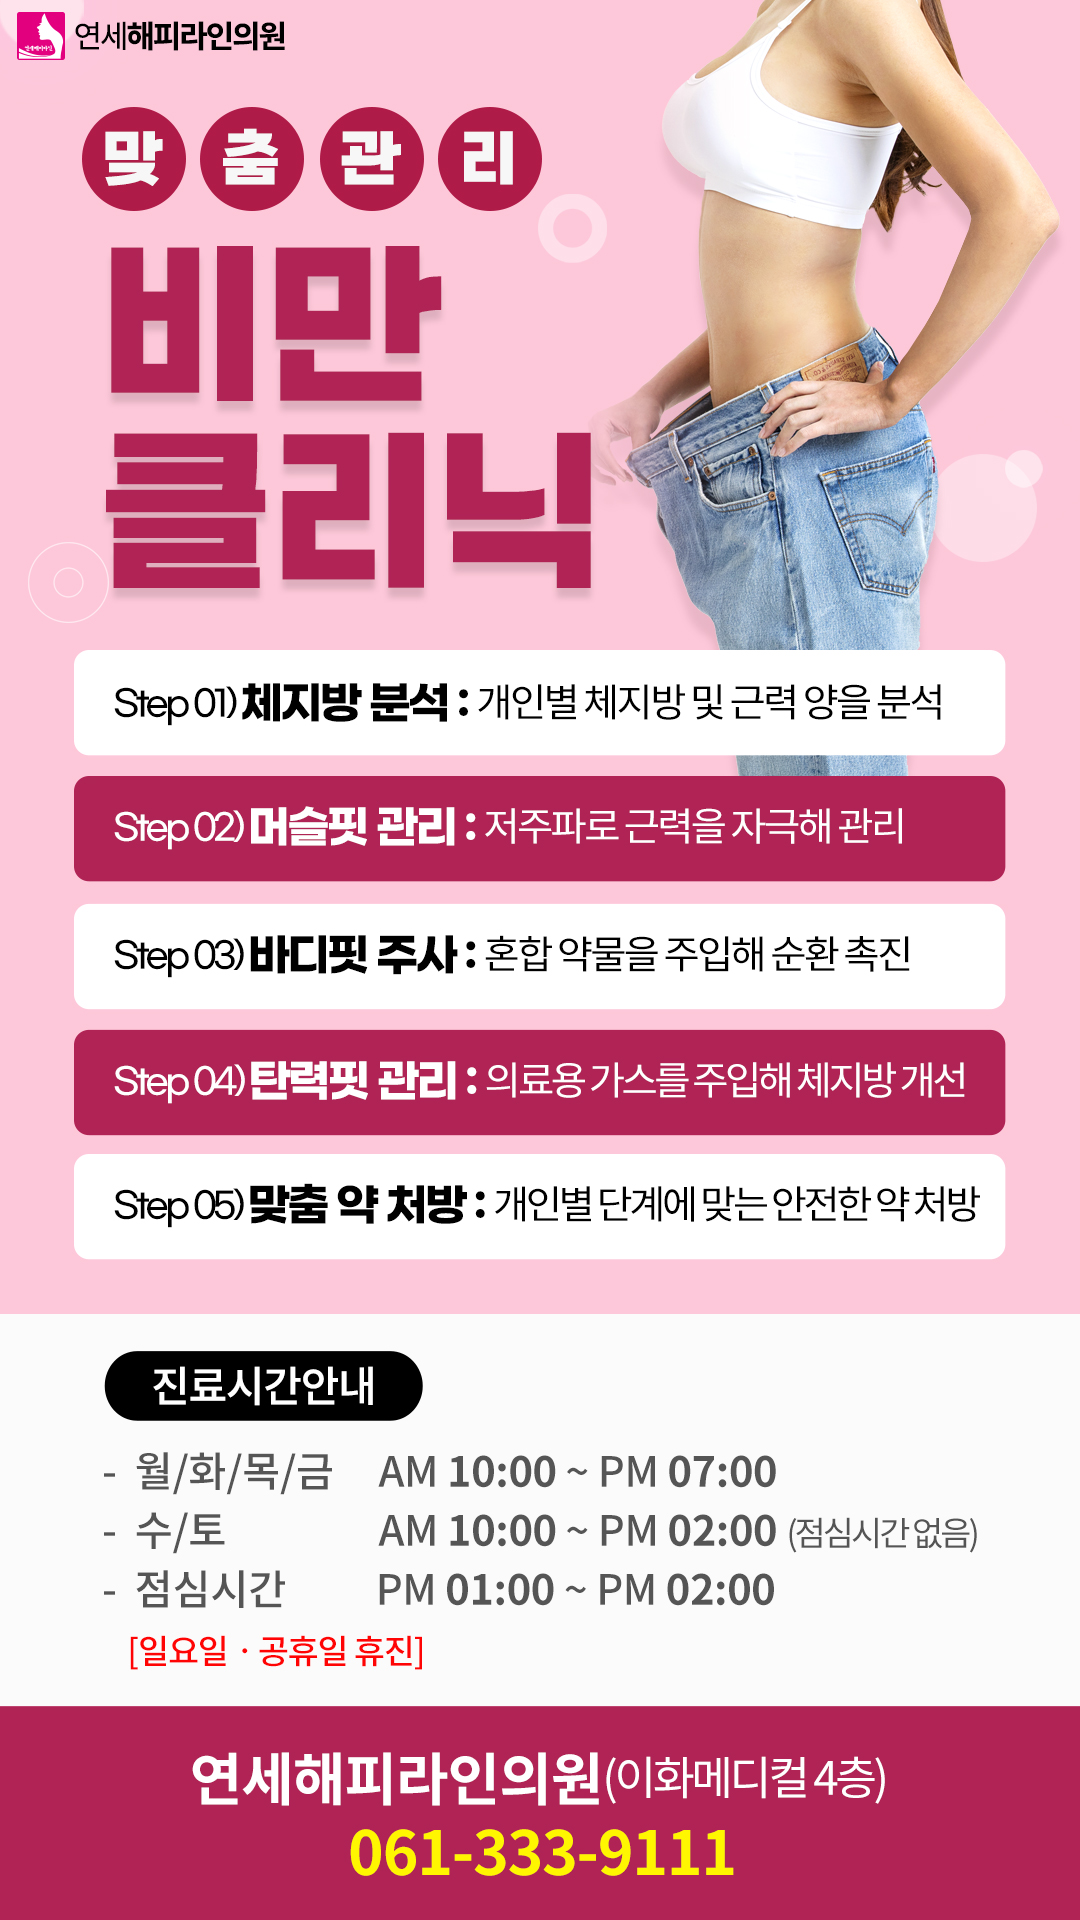 연세해피라인의원
맞춤관리
비만
클리닉
Step 01) 체지방 분석 : 개인별 체지방 및 근력 양을 분석
Step 02) 머슬핏 관리 : 저주파로 근력을 자극해 관리
Step 03) 바디핏 주사 : 혼합 약물을 주입해 순환 촉진
Step 04) 탄력핏 관리 : 의료용 가스를 주입해 체지방 개선
Step 05) 맞춤 약 처방 : 개인별 단계에 맞는 안전한 약 처방
진료시간안내
- 월/화/목/금 AM 10:00 ~ PM 07:00
- 수/토 AM 10:00 ~ PM 02:00 (점심시간 없음)
- 점심시간 PM 01:00 ~ PM 02:00
[일요일 · 공휴일 휴진]
연세해피라인의원(이화메디컬 4층)
061-333-9111